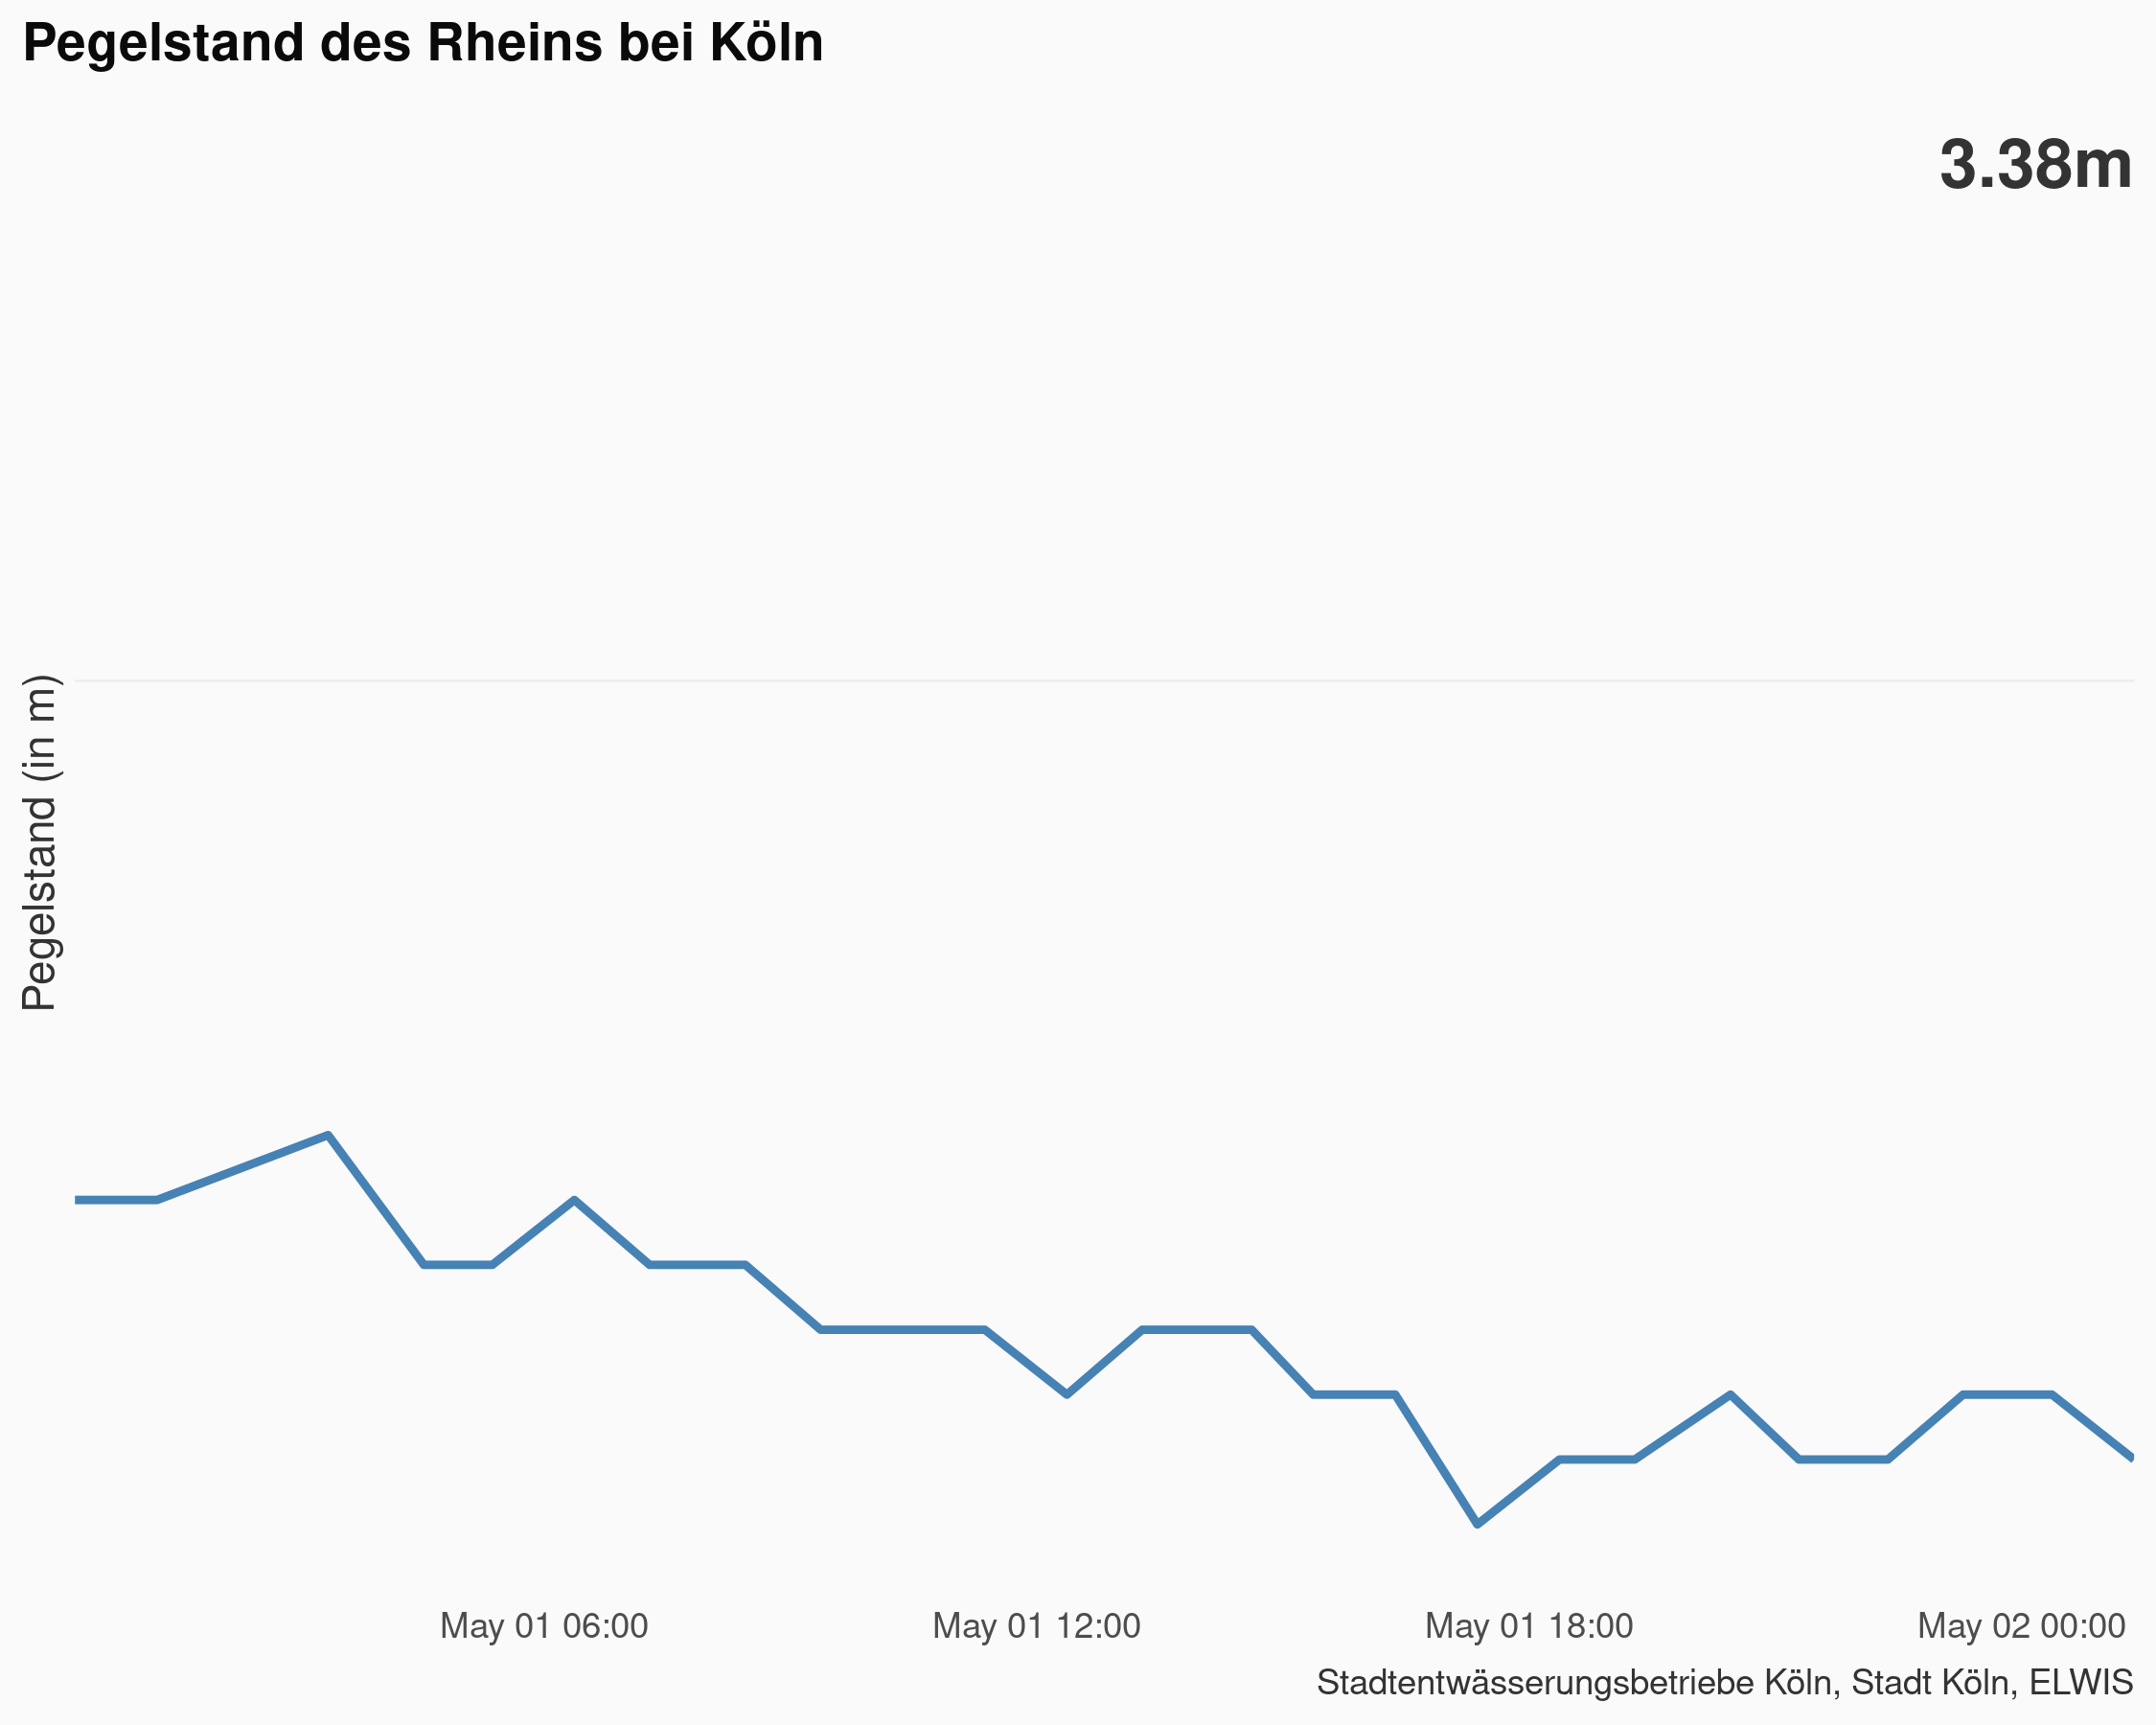 Pegelstand des Rheins bei Köln
3.38m
Pegelstand (in m)
May 01 06:00
May 01 12:00
May 01 18:00
May 02 00:00
Stadtentwässerungsbetriebe Köln, Stadt Köln, ELWIS